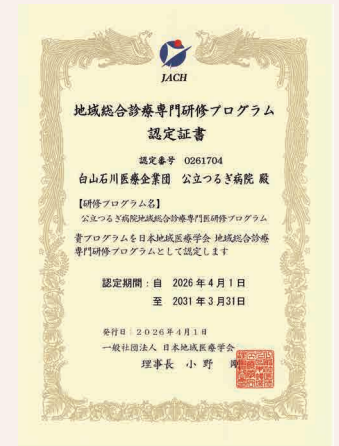 JACH
地域総合診療専門研修プログラム
認定証書
認定番号 0261704
白山石川医療企業団 公立つるぎ病院 殿
【研修プログラム名】
公立つるぎ病院地域総合診療専門医研修プログラム
貴プログラムを日本地域医療学会 地域総合診療
専門研修プログラムとして認定します
認定期間：自 2026年4月1日
至 2031年3月31日
発行日：2026年4月1日
一般社団法人 日本地域医療学会
理事長 小野